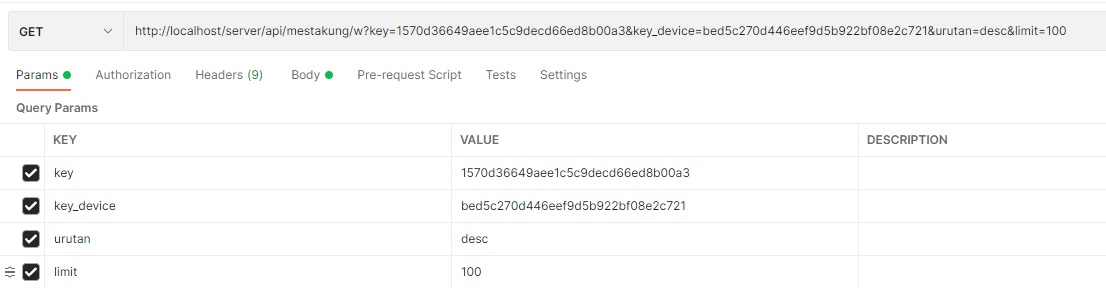 GET http://localhost/server/api/mestakung/w?key=1570d36649aee1c5c9decd66ed8b00a3&key_device=bed5c270d446eef9d5b922bf08e2c721&urutan=desc&limit=100
Params Authorization Headers (9) Body Pre-request Script Tests Settings
Query Params
KEY VALUE DESCRIPTION
key 1570d36649aee1c5c9decd66ed8b00a3
key_device bed5c270d446eef9d5b922bf08e2c721
urutan desc
limit 100